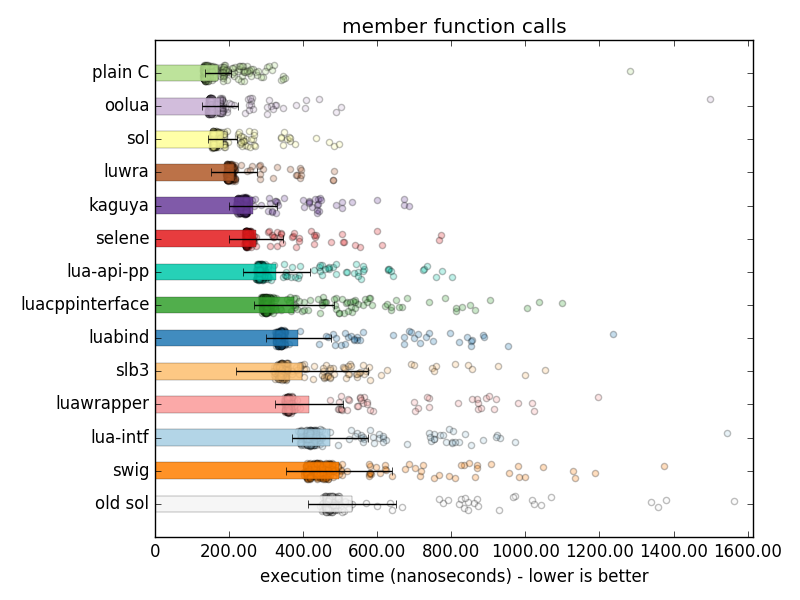 member function calls
plain C
oolua
sol
luwra
kaguya
selene
lua-api-pp
luacppinterface
luabind
slb3
luawrapper
lua-intf
swig
old sol
0 200.00 400.00 600.00 800.00 1000.00 1200.00 1400.00 1600.00
execution time (nanoseconds) - lower is better